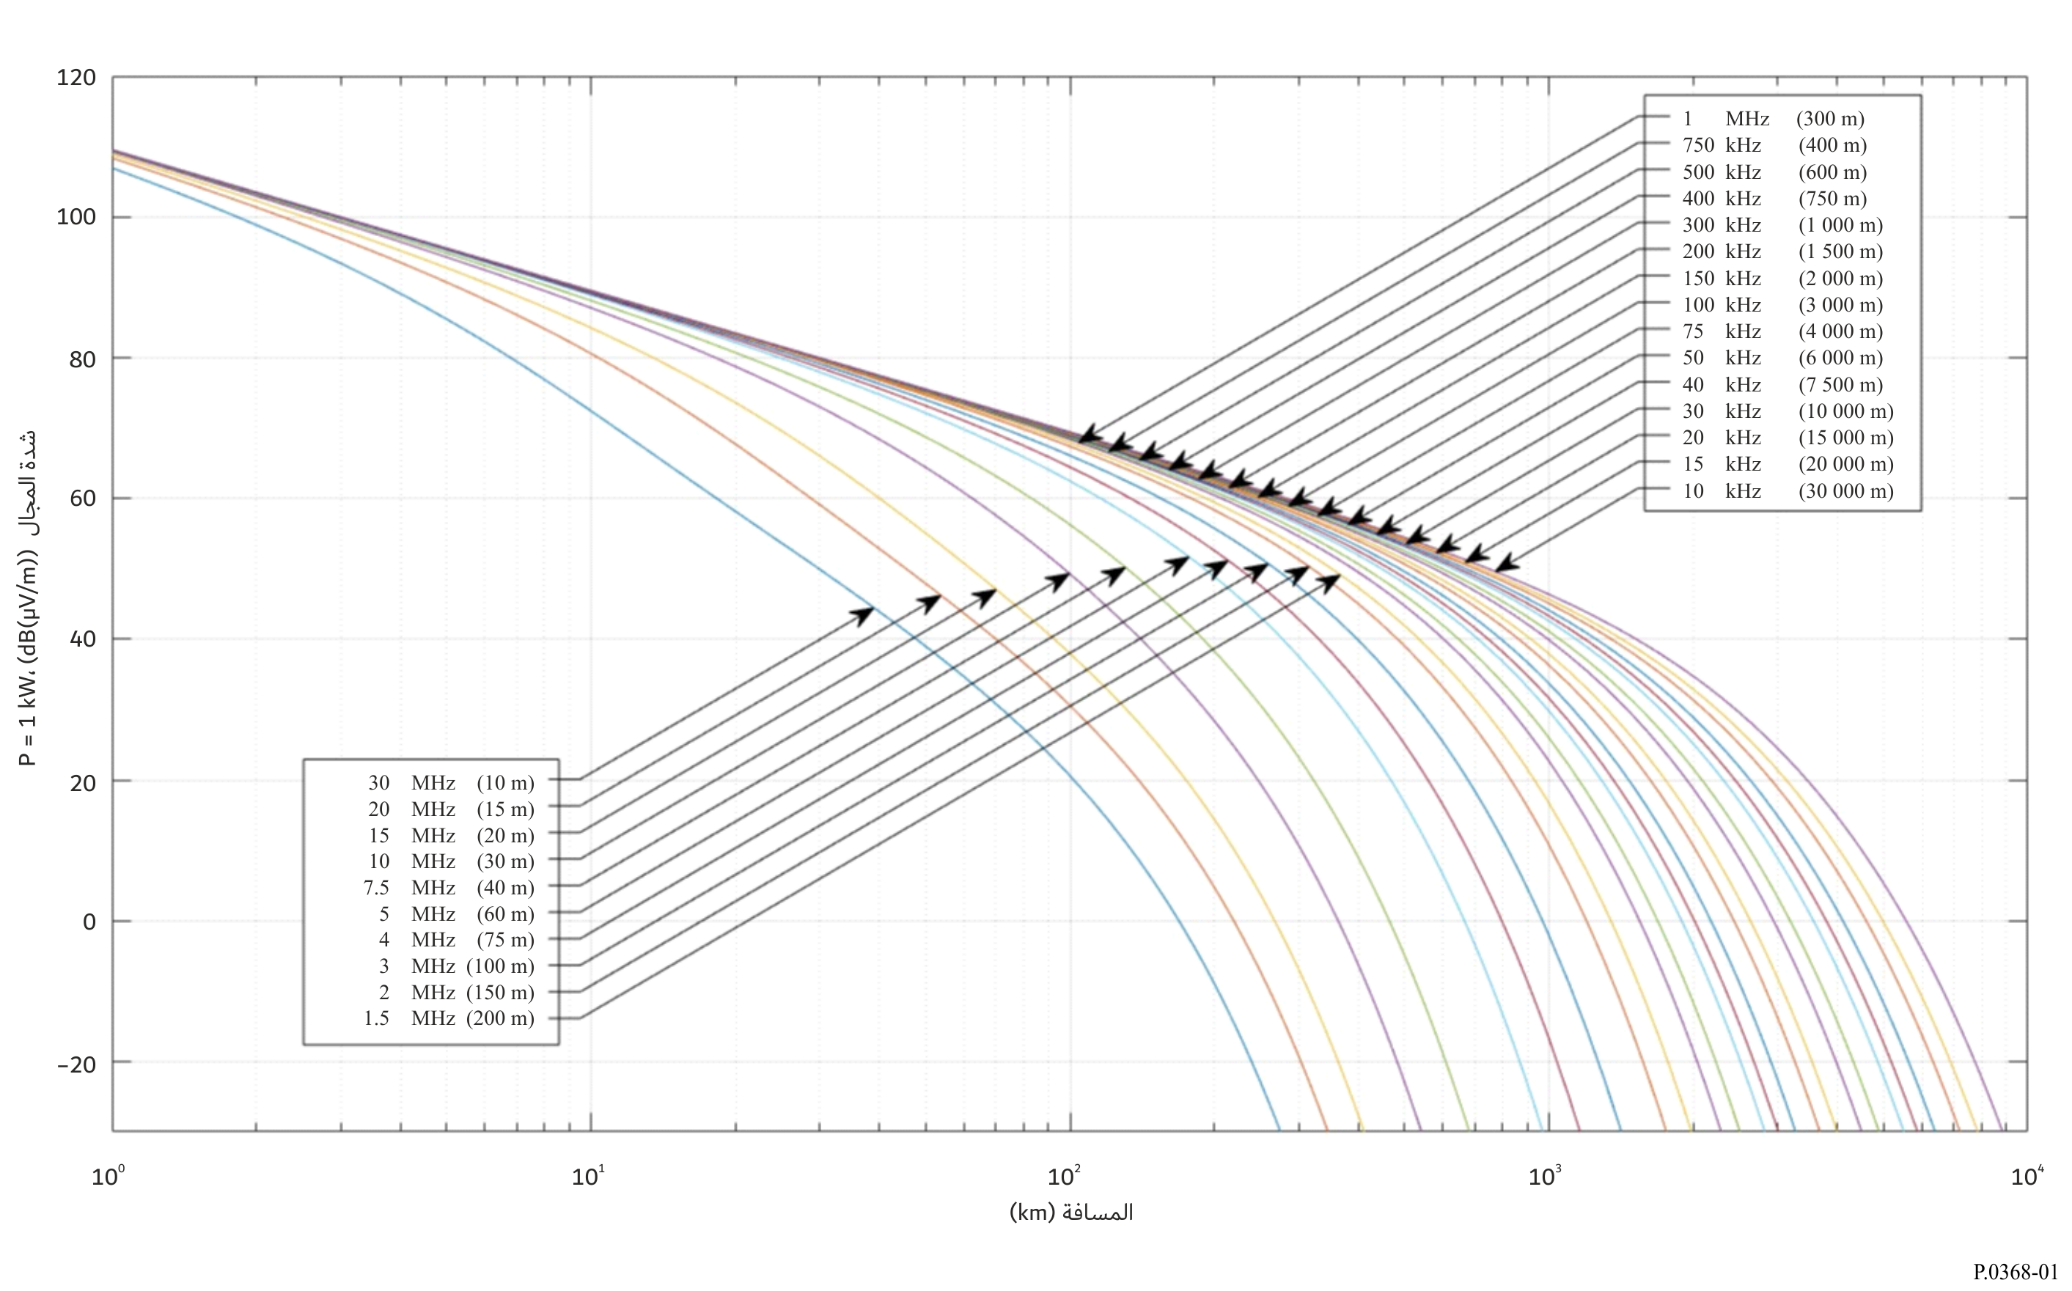 120
100
80
60
40
20
0
−20
شدة المجال (dB(µV/m))، P = 1 kW
1 MHz (300 m)
750 kHz (400 m)
500 kHz (600 m)
400 kHz (750 m)
300 kHz (1 000 m)
200 kHz (1 500 m)
150 kHz (2 000 m)
100 kHz (3 000 m)
75 kHz (4 000 m)
50 kHz (6 000 m)
40 kHz (7 500 m)
30 kHz (10 000 m)
20 kHz (15 000 m)
15 kHz (20 000 m)
10 kHz (30 000 m)
30 MHz (10 m)
20 MHz (15 m)
15 MHz (20 m)
10 MHz (30 m)
7.5 MHz (40 m)
5 MHz (60 m)
4 MHz (75 m)
3 MHz (100 m)
2 MHz (150 m)
1.5 MHz (200 m)
10⁰ 10¹ 10² 10³ 10⁴
المسافة (km)
P.0368-01